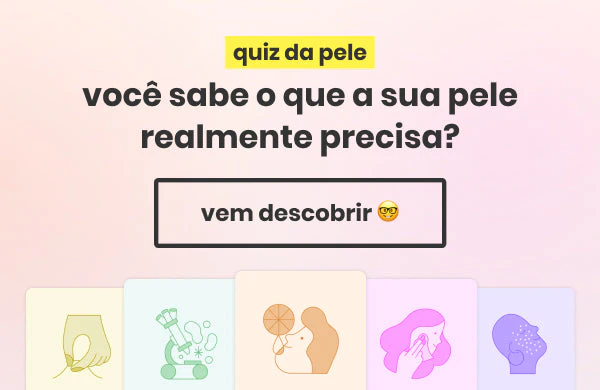 quiz da pele
você sabe o que a sua pele
realmente precisa?
vem descobrir 🤓